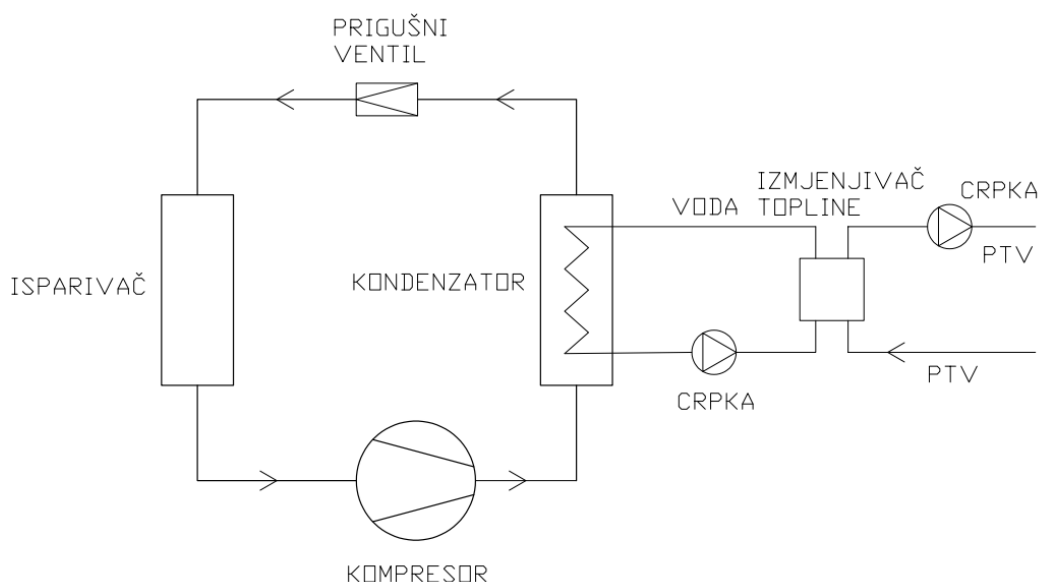 PRIGUŠNI
VENTIL
IZMJENJIVAČ
TOPLINE
VODA
CRPKA
PTV
ISPARIVAČ
KONDENZATOR
CRPKA
PTV
KOMPRESOR